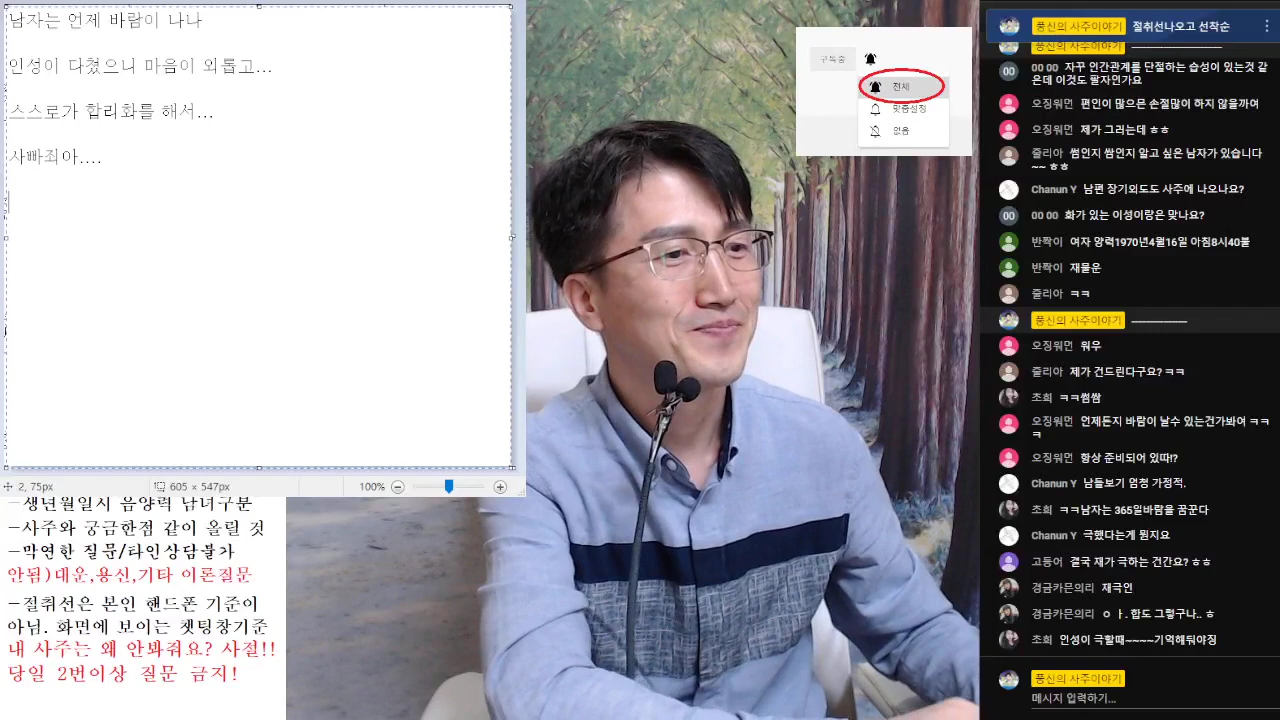 남자는 언제 바람이 나나
인성이 다쳤으니 마음이 외롭고...
스스로가 합리화를 해서...
사빠죄아....
2, 75px
605 × 547px
100%
-생년월일시 음양력 남녀구분
-사주와 궁금한점 같이 올릴 것
-막연한 질문/타인상담불가
안됨)대운,용신,기타 이론질문
-절취선은 본인 핸드폰 기준이
아님. 화면에 보이는 챗팅창기준
내 사주는 왜 안봐줘요? 사절!!
당일 2번이상 질문 금지!
구독중
전체
맞춤설정
없음
풍신의 사주이야기 절취선나오고 선착순
풍신의 사주이야기 ――――――――
00 00 자꾸 인간관계를 단절하는 습성이 있는것 같
은데 이것도 팔자인가요
오징워먼 편인이 많으은 손절많이 하지 않을까여
오징워먼 제가 그러는데 ㅎㅎ
줄리아 썸인지 쌈인지 알고 싶은 남자가 있습니다
~~ ㅎㅎ
Chanun Y 남편 장기외도도 사주에 나오나요?
00 00 화가 있는 이성이랑은 맞나요?
반짝이 여자 양력1970년4월16일 아침8시40불
반짝이 재물운
줄리아 ㅋㅋ
풍신의 사주이야기 ―――――
오징워먼 워우
줄리아 제가 건드린다구요? ㅋㅋ
조희 ㅋㅋ썸쌈
오징워먼 언제든지 바람이 날수 있는건가봐여 ㅋㅋ
ㅋ
오징워먼 항상 준비되어 있따!?
Chanun Y 남들보기 엄청 가정적.
조희 ㅋㅋ남자는 365일바람을 꿈꾼다
Chanun Y 극했다는게 뭔지요
고등어 결국 재가 극하는 건간요? ㅎㅎ
경금카믄의리 재극인
경금카믄의리 ㅇ ㅏ.합도 그렇구나.. ㅎ
조희 인성이 극할때~~~~기억해둬야징
풍신의 사주이야기
메시지 입력하기...